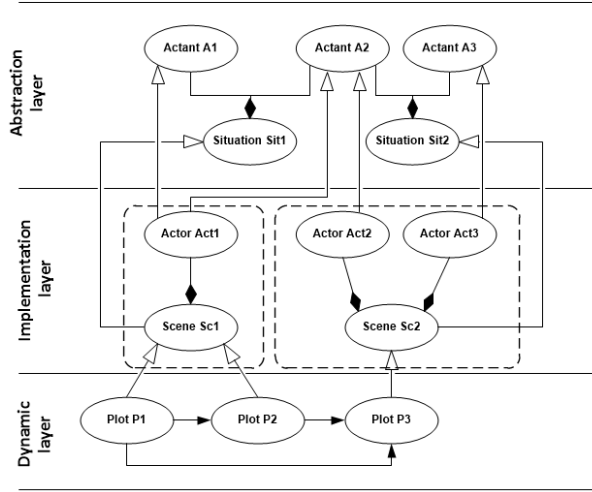 Abstraction
layer
Actant A1
Actant A2
Actant A3
Situation Sit1
Situation Sit2
Implementation
layer
Actor Act1
Actor Act2
Actor Act3
Scene Sc1
Scene Sc2
Dynamic
layer
Plot P1
Plot P2
Plot P3